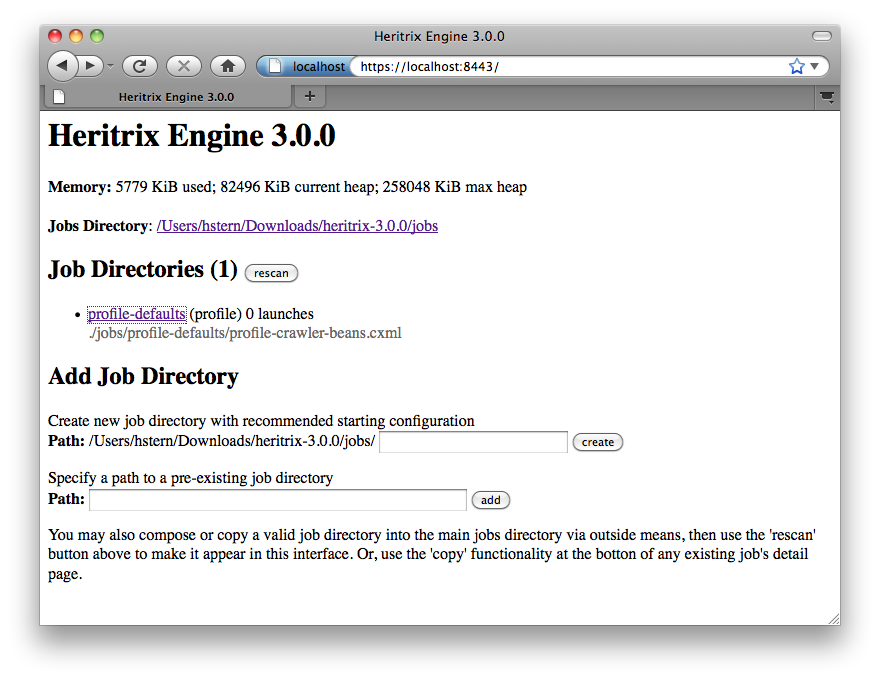 Heritrix Engine 3.0.0
localhost https://localhost:8443/
Heritrix Engine 3.0.0 +
Heritrix Engine 3.0.0
Memory: 5779 KiB used; 82496 KiB current heap; 258048 KiB max heap
Jobs Directory: /Users/hstern/Downloads/heritrix-3.0.0/jobs
Job Directories (1) rescan
• profile-defaults (profile) 0 launches
./jobs/profile-defaults/profile-crawler-beans.cxml
Add Job Directory
Create new job directory with recommended starting configuration
Path: /Users/hstern/Downloads/heritrix-3.0.0/jobs/ create
Specify a path to a pre-existing job directory
Path: add
You may also compose or copy a valid job directory into the main jobs directory via outside means, then use the 'rescan'
button above to make it appear in this interface. Or, use the 'copy' functionality at the botton of any existing job's detail
page.